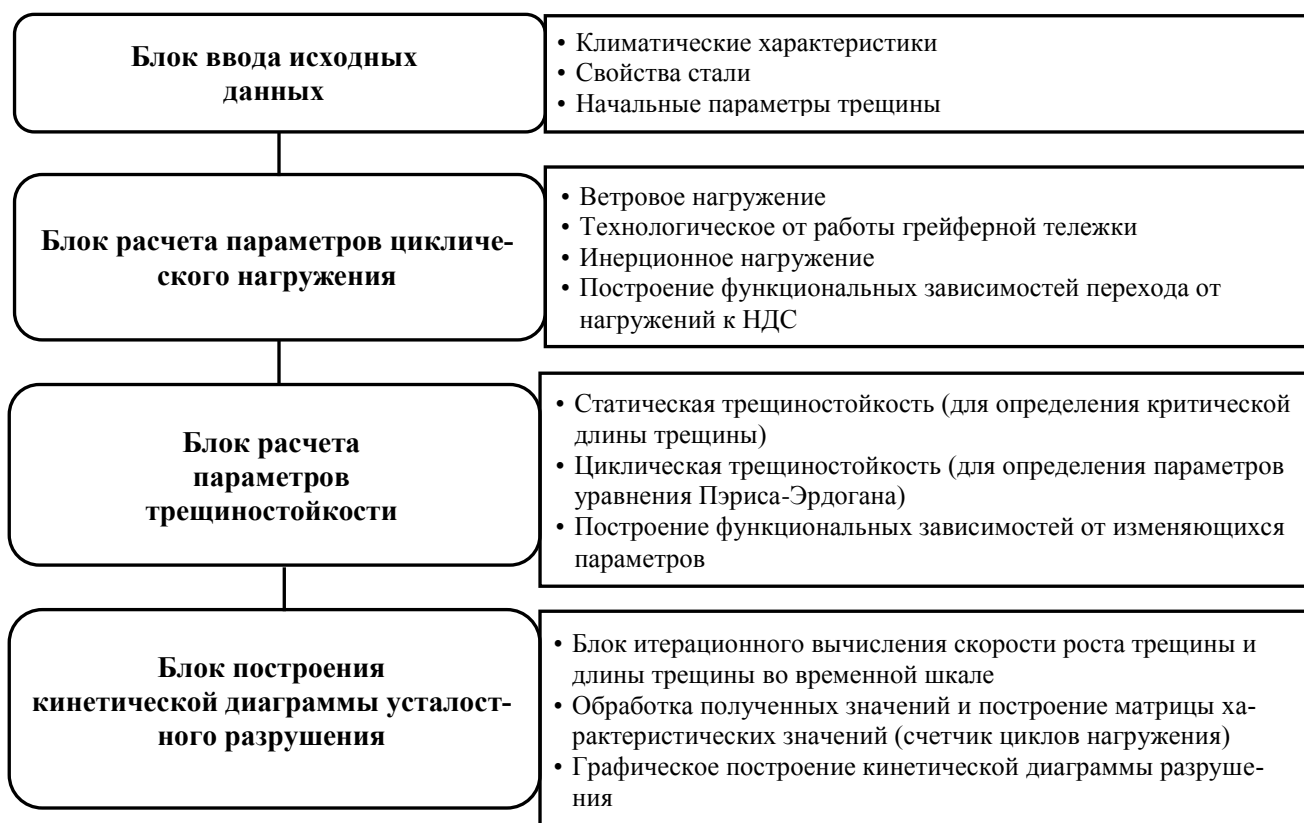 Блок ввода исходных
данных
• Климатические характеристики
• Свойства стали
• Начальные параметры трещины
Блок расчета параметров цикличе-
ского нагружения
• Ветровое нагружение
• Технологическое от работы грейферной тележки
• Инерционное нагружение
• Построение функциональных зависимостей перехода от
нагружений к НДС
Блок расчета
параметров
трещиностойкости
• Статическая трещиностойкость (для определения критической
длины трещины)
• Циклическая трещиностойкость (для определения параметров
уравнения Пэриса-Эрдогана)
• Построение функциональных зависимостей от изменяющихся
параметров
Блок построения
кинетической диаграммы усталост-
ного разрушения
• Блок итерационного вычисления скорости роста трещины и
длины трещины во временной шкале
• Обработка полученных значений и построение матрицы ха-
рактеристических значений (счетчик циклов нагружения)
• Графическое построение кинетической диаграммы разруше-
ния